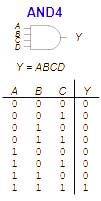 AND4
A
B
C
D
Y
Y = ABCD
A B C Y
0 0 0 0
0 0 1 0
0 1 0 0
0 1 1 0
1 0 0 0
1 0 1 0
1 1 0 0
1 1 1 1